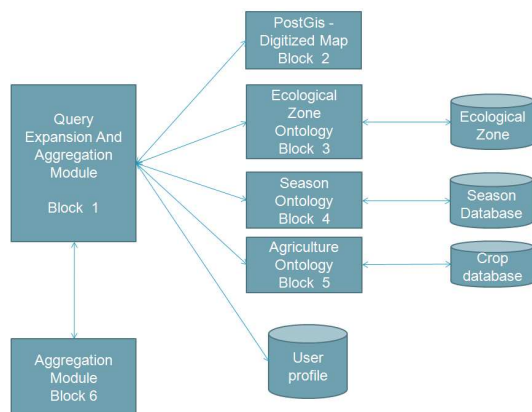 PostGis -
Digitized Map
Block 2
Query
Expansion And
Aggregation
Module
Block 1
Ecological
Zone
Ontology
Block 3
Ecological
Zone
Season
Ontology
Block 4
Season
Database
Agriculture
Ontology
Block 5
Crop
database
User
profile
Aggregation
Module
Block 6